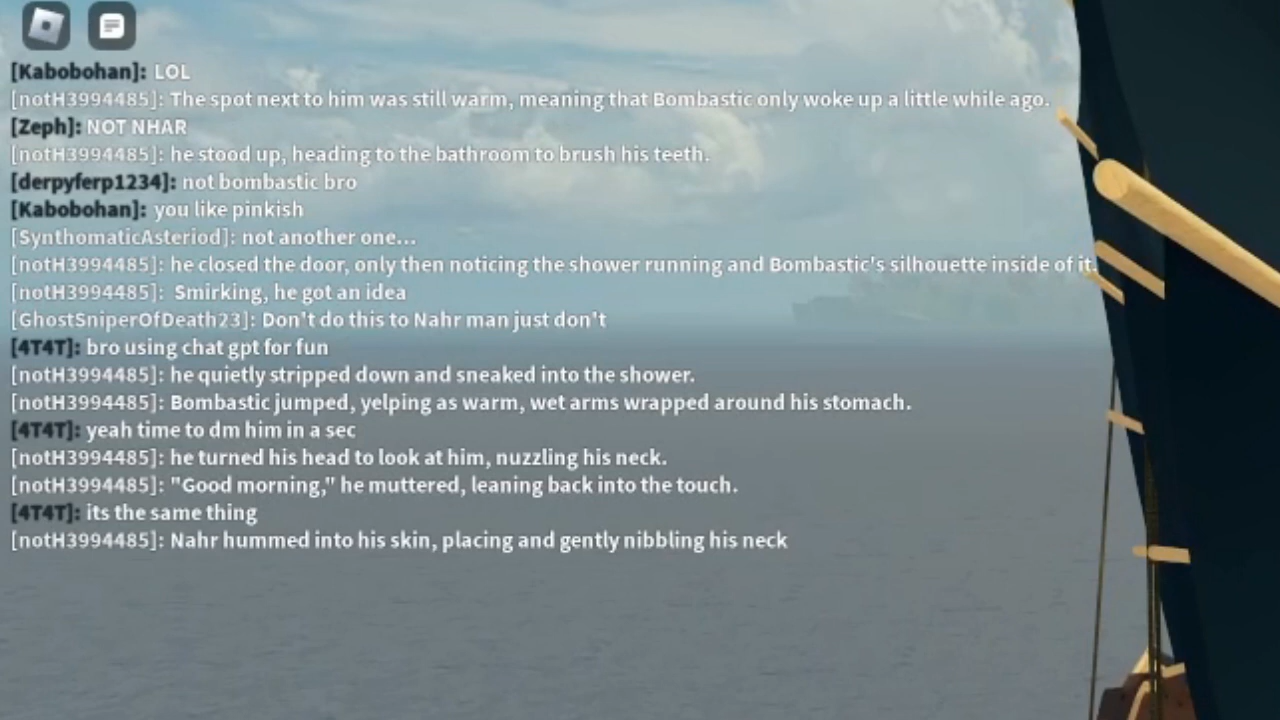 [Kabobohan]: LOL
[notH3994485]: The spot next to him was still warm, meaning that Bombastic only woke up a little while ago.
[Zeph]: NOT NHAR
[notH3994485]: he stood up, heading to the bathroom to brush his teeth.
[derpyferp1234]: not bombastic bro
[Kabobohan]: you like pinkish
[SynthomaticAsteriod]: not another one...
[notH3994485]: he closed the door, only then noticing the shower running and Bombastic's silhouette inside of it.
[notH3994485]: Smirking, he got an idea
[GhostSniperOfDeath23]: Don't do this to Nahr man just don't
[4T4T]: bro using chat gpt for fun
[notH3994485]: he quietly stripped down and sneaked into the shower.
[notH3994485]: Bombastic jumped, yelping as warm, wet arms wrapped around his stomach.
[4T4T]: yeah time to dm him in a sec
[notH3994485]: he turned his head to look at him, nuzzling his neck.
[notH3994485]: "Good morning," he muttered, leaning back into the touch.
[4T4T]: its the same thing
[notH3994485]: Nahr hummed into his skin, placing and gently nibbling his neck